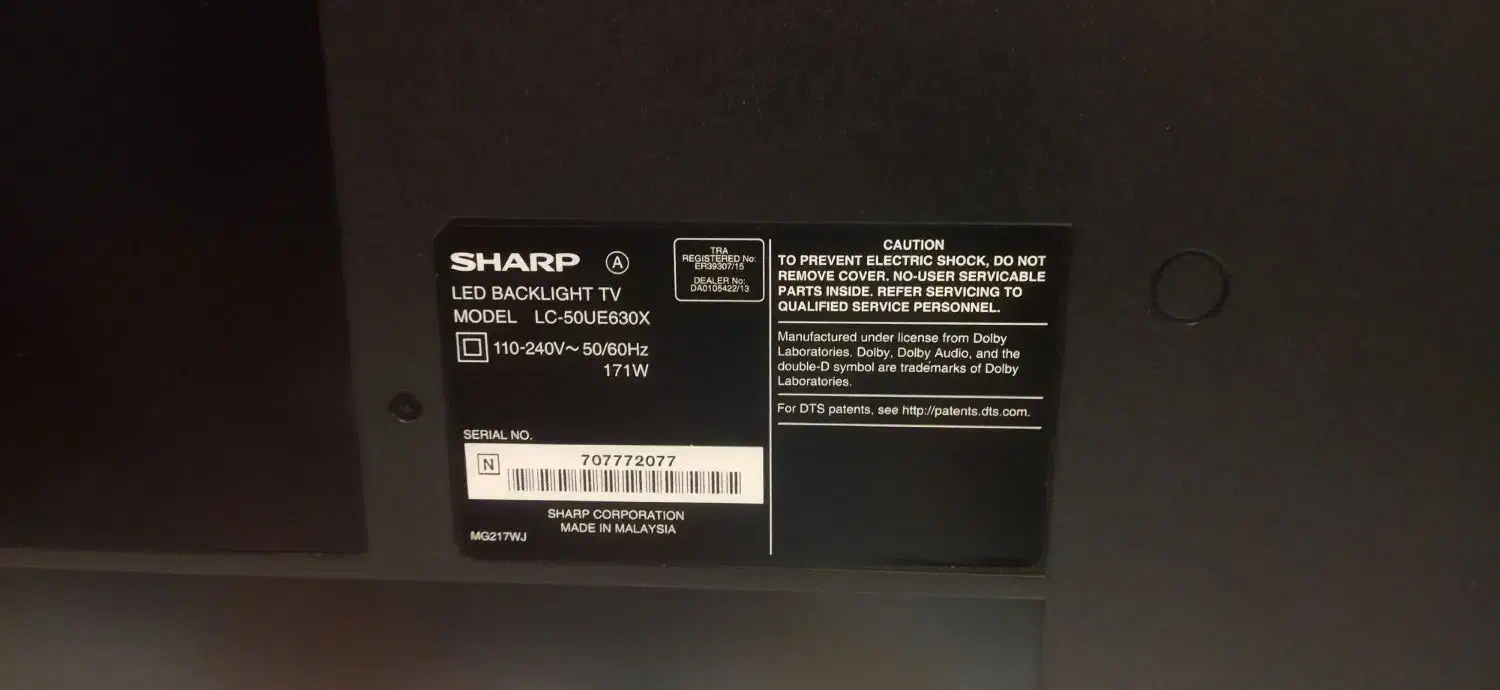 SHARP A
LED BACKLIGHT TV
MODEL LC-50UE630X
110-240V~ 50/60Hz
171W
TRA
REGISTERED No:
ER39307/15
DEALER No:
DA0105422/13
SERIAL NO.
N 707772077
SHARP CORPORATION
MADE IN MALAYSIA
MG217WJ
CAUTION
TO PREVENT ELECTRIC SHOCK, DO NOT
REMOVE COVER. NO-USER SERVICABLE
PARTS INSIDE. REFER SERVICING TO
QUALIFIED SERVICE PERSONNEL.
Manufactured under license from Dolby
Laboratories. Dolby, Dolby Audio, and the
double-D symbol are trademarks of Dolby
Laboratories.
For DTS patents, see http://patents.dts.com.